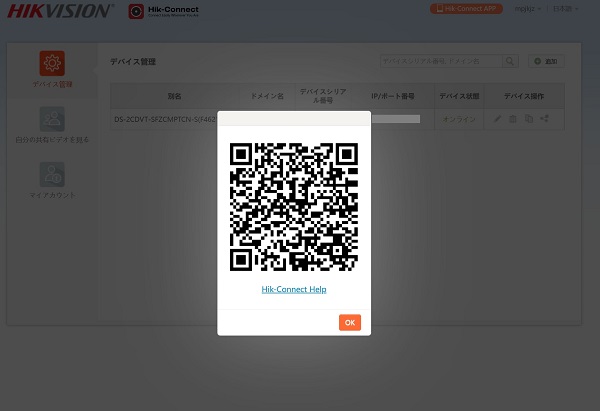 HIKVISION
Hik-Connect
Hik-Connect APP
日本語
デバイス管理
デバイス管理
デバイスシリアル番号, ドメイン名
追加
別名
ドメイン名
デバイスシリアル番号
IP/ポート番号
デバイス状態
デバイス操作
オンライン
自分の共有ビデオを視る
マイアカウント
Hik-Connect Help
OK